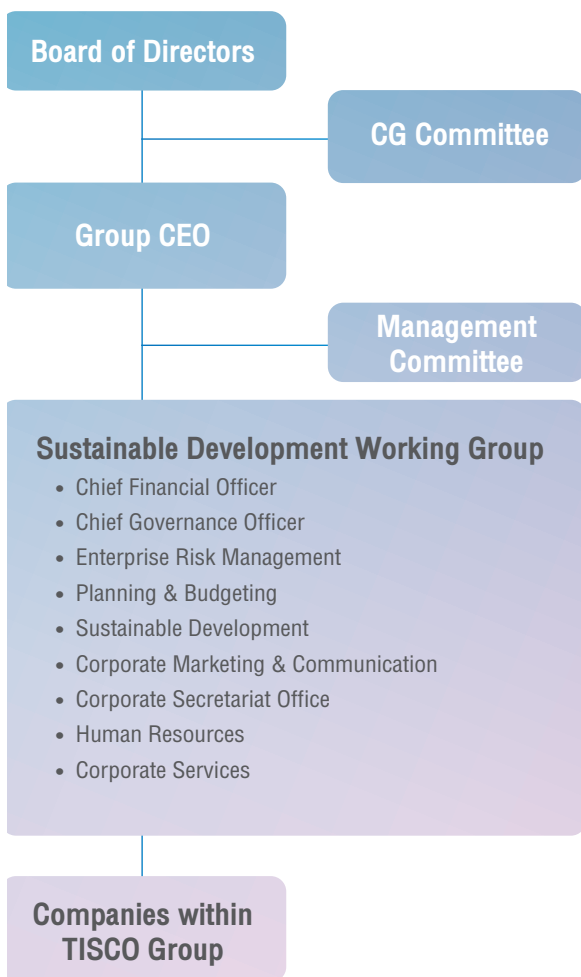 Board of Directors
CG Committee
Group CEO
Management
Committee
Sustainable Development Working Group
• Chief Financial Officer
• Chief Governance Officer
• Enterprise Risk Management
• Planning & Budgeting
• Sustainable Development
• Corporate Marketing & Communication
• Corporate Secretariat Office
• Human Resources
• Corporate Services
Companies within
TISCO Group